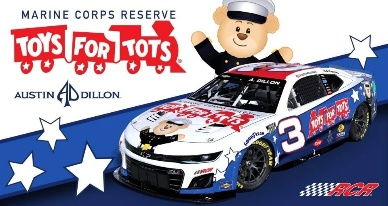 MARINE CORPS RESERVE
TOYS FOR TOTS
AUSTIN AD DILLON
A. DILLON
TOYS FOR TOTS
3
GOODYEAR
RCR